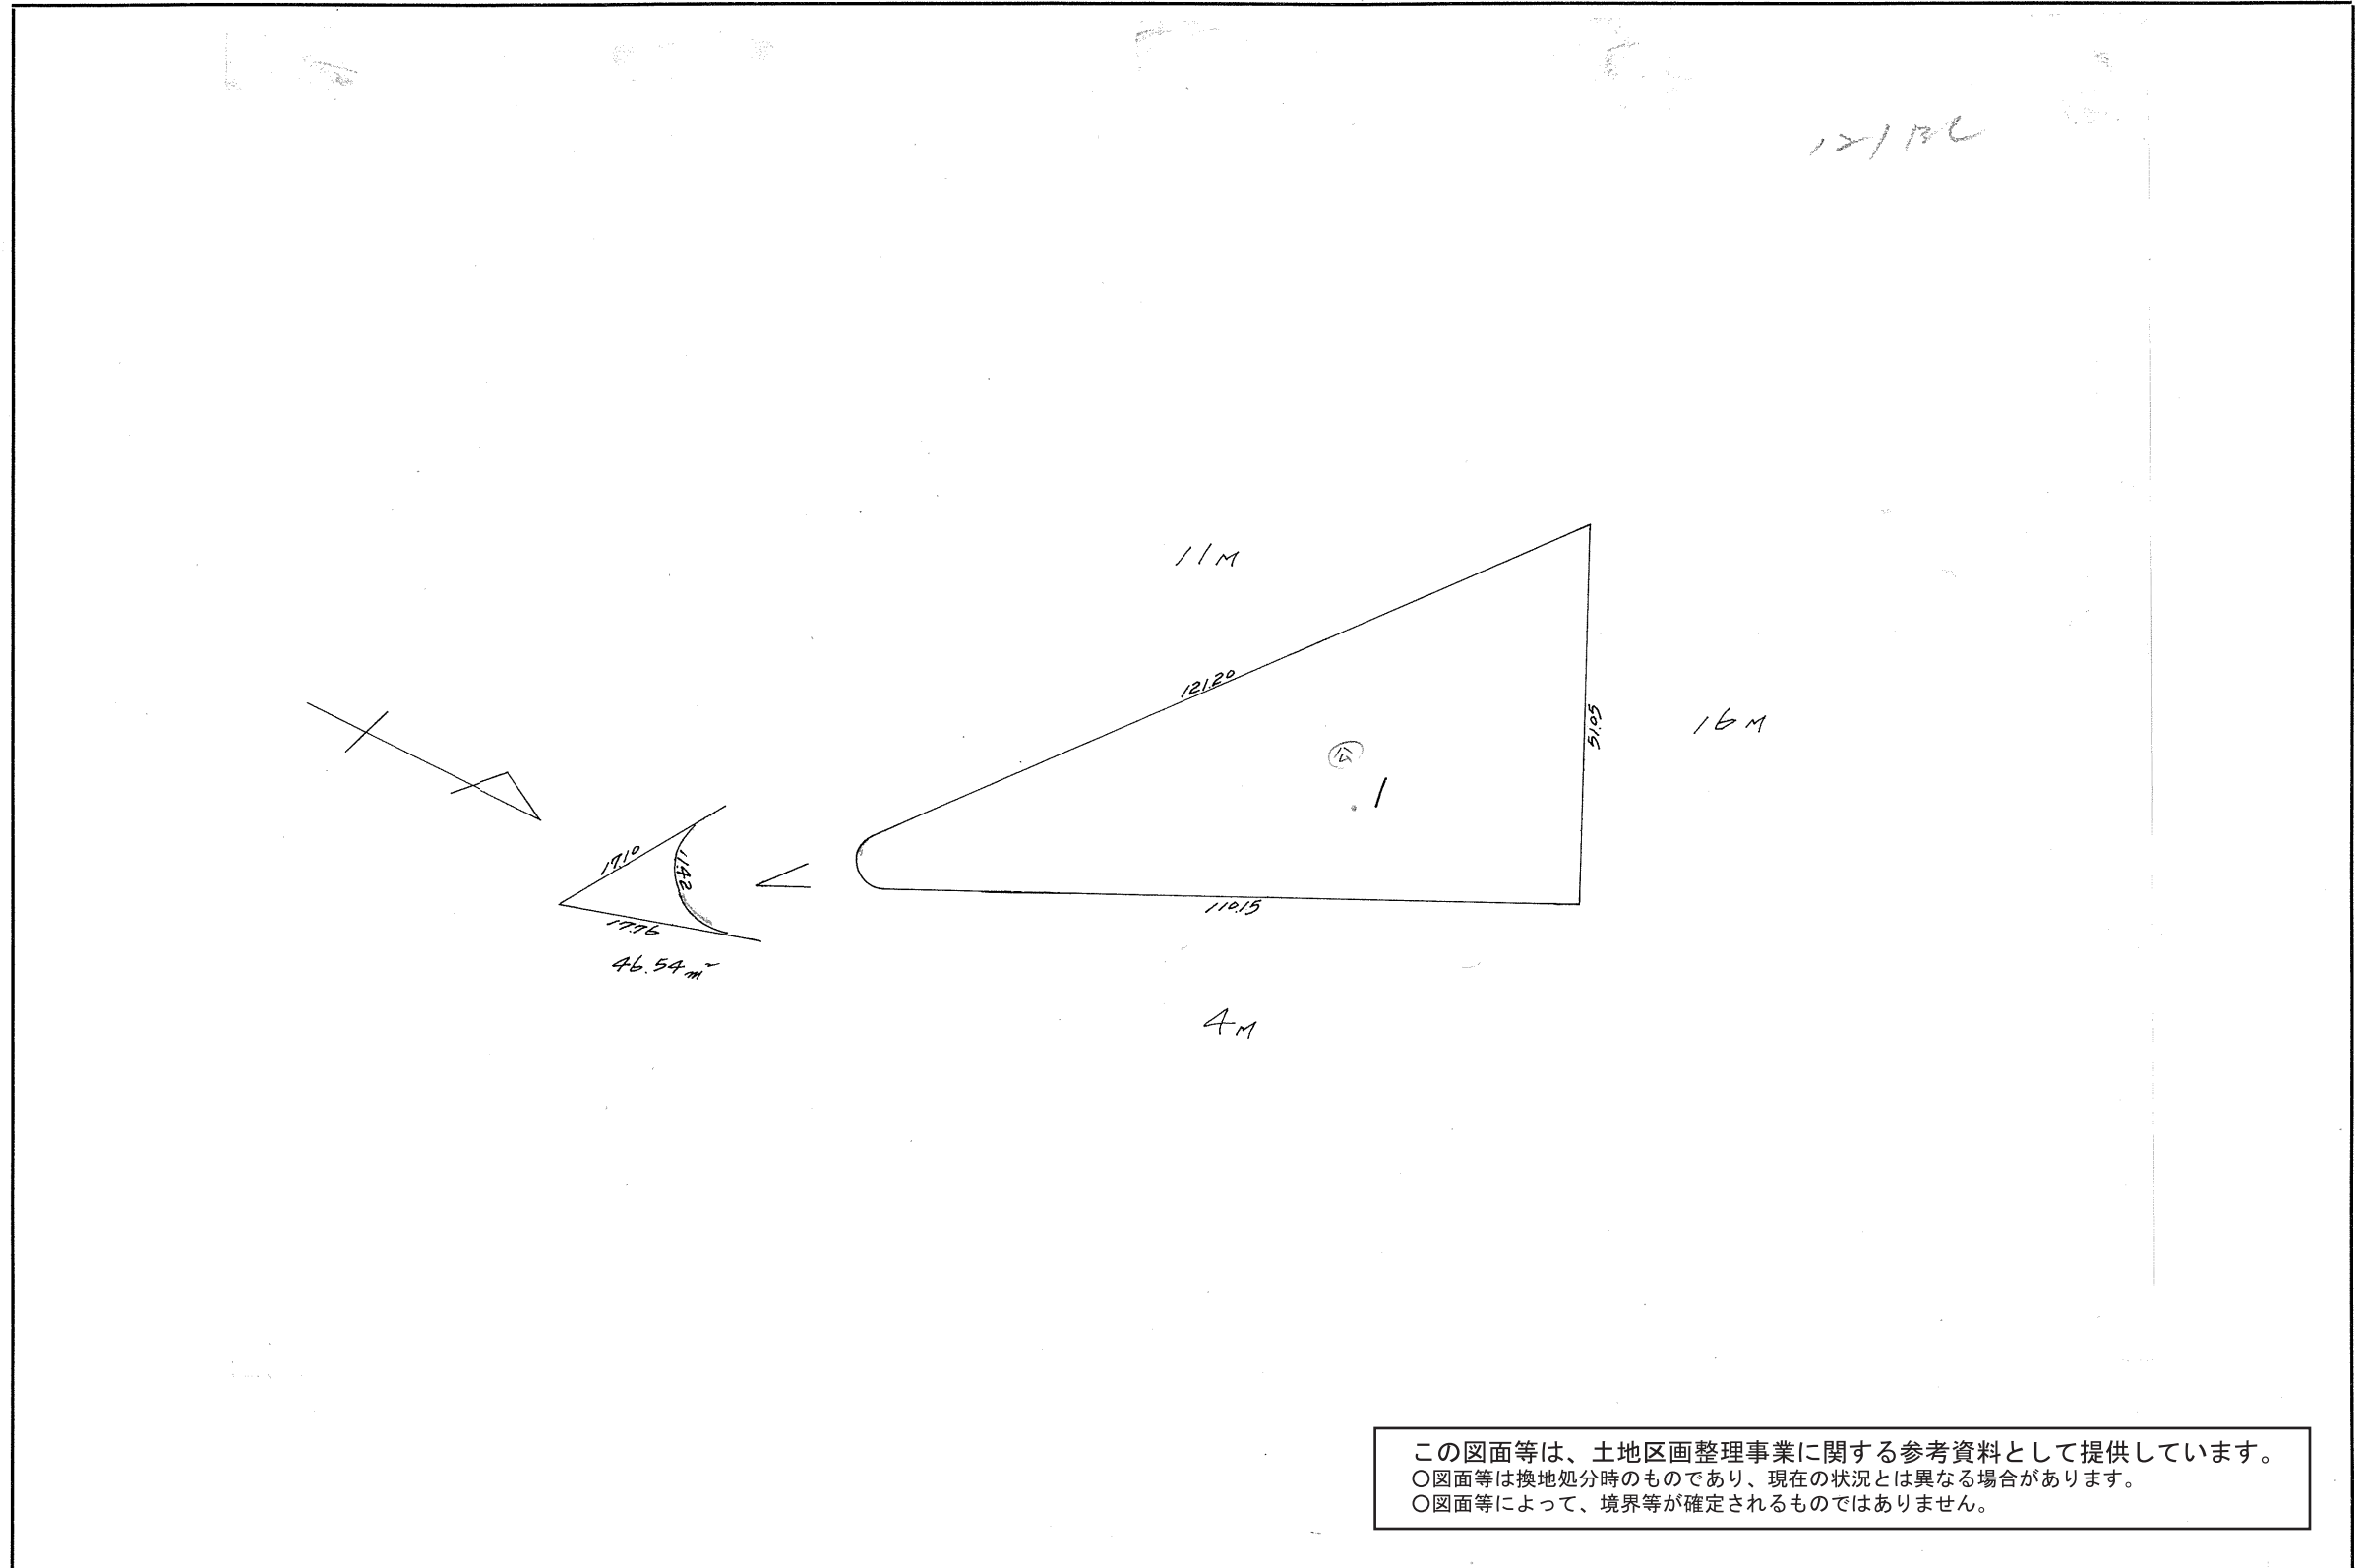 121BL
11M
121.20
51.05
16M
1
17.10
11.42
17.76
110.15
46.54m²
4M
この図面等は、土地区画整理事業に関する参考資料として提供しています。
○図面等は換地処分時のものであり、現在の状況とは異なる場合があります。
○図面等によって、境界等が確定されるものではありません。